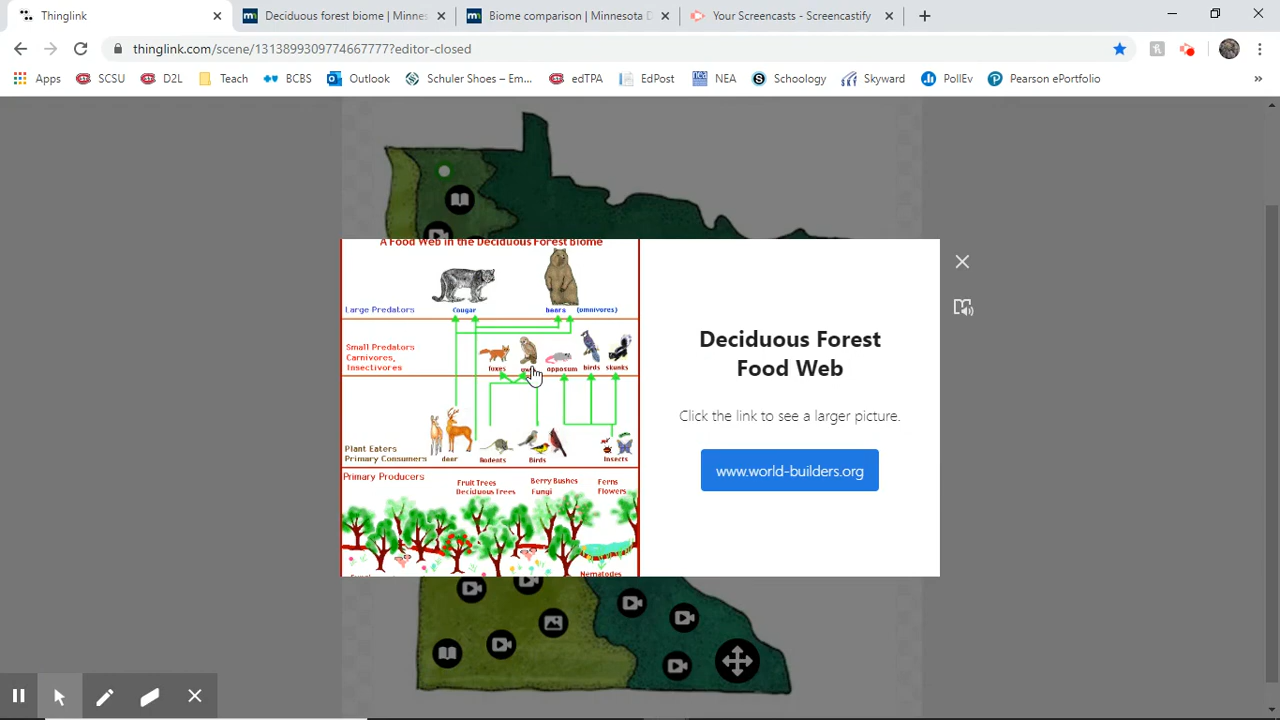 Thinglink
Deciduous forest biome | Minnes
Biome comparison | Minnesota D
Your Screencasts - Screencastify
thinglink.com/scene/1313899309774667777?editor-closed
Apps SCSU D2L Teach BCBS Outlook Schuler Shoes – Em... edTPA EdPost NEA Schoology Skyward PollEv Pearson ePortfolio
A Food Web in the Deciduous Forest Biome
Large Predators
Cougar
bears (omnivores)
Small Predators
Carnivores,
Insectivores
foxes
opposum birds skunks
Plant Eaters
Primary Consumers
deer Rodents Birds Insects
Primary Producers
Fruit Trees
Deciduous Trees
Berry Bushes
Fungi
Ferns
Flowers
Nematodes
Deciduous Forest
Food Web
Click the link to see a larger picture.
www.world-builders.org